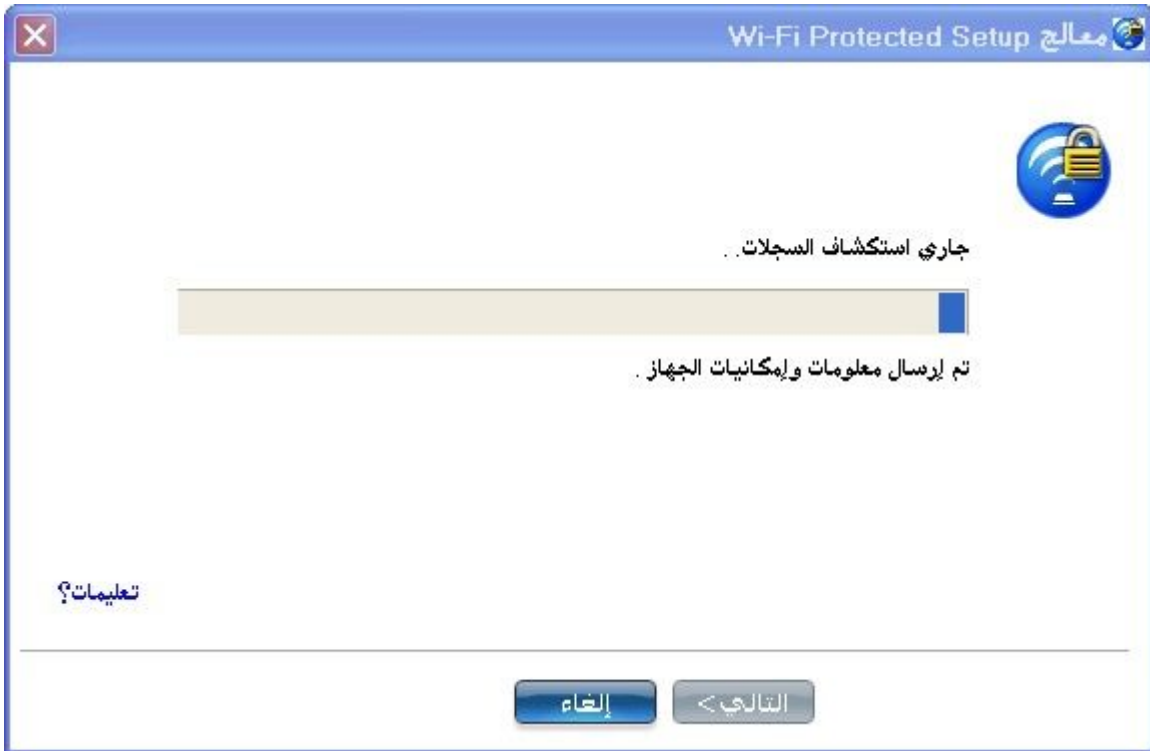 معالج Wi-Fi Protected Setup
جاري استكشاف السجلات. .
تم إرسال معلومات وإمكانيات الجهاز .
تعليمات؟
التالي >
إلغاء